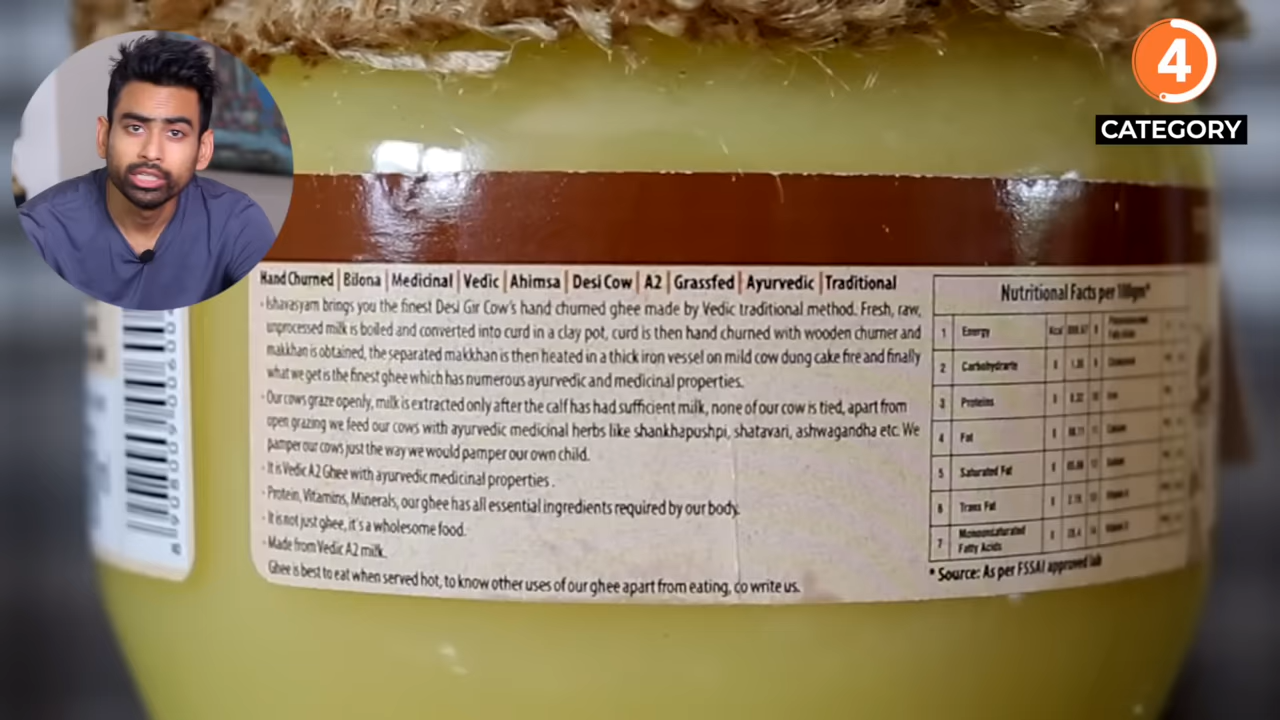 4
CATEGORY
Hand Churned | Bilona | Medicinal | Vedic | Ahimsa | Desi Cow | A2 | Grassfed | Ayurvedic | Traditional
- Ishavasyam brings you the finest Desi Gir Cow's hand churned ghee made by Vedic traditional method. Fresh, raw,
unprocessed milk is boiled and converted into curd in a clay pot, curd is then hand churned with wooden churner and
makkhan is obtained, the separated makkhan is then heated in a thick iron vessel on mild cow dung cake fire and finally
what we get is the finest ghee which has numerous ayurvedic and medicinal properties.
- Our cows graze openly, milk is extracted only after the calf has had sufficient milk, none of our cow is tied, apart from
open grazing we feed our cows with ayurvedic medicinal herbs like shankhapushpi, shatavari, ashwagandha etc. We
pamper our cows just the way we would pamper our own child.
- It is Vedic A2 Ghee with ayurvedic medicinal properties.
- Protein, Vitamins, Minerals, our ghee has all essential ingredients required by our body.
- It is not just ghee, it's a wholesome food.
- Made from Vedic A2 milk.
Ghee is best to eat when served hot, to know other uses of our ghee apart from eating, do write us.
Nutritional Facts per 100gm*
1 Energy Kcal
2 Carbohydrate
3 Proteins
4 Fat
5 Saturated Fat
6 Trans Fat
7 Monounsaturated
Fatty Acids
* Source: As per FSSAI approved lab